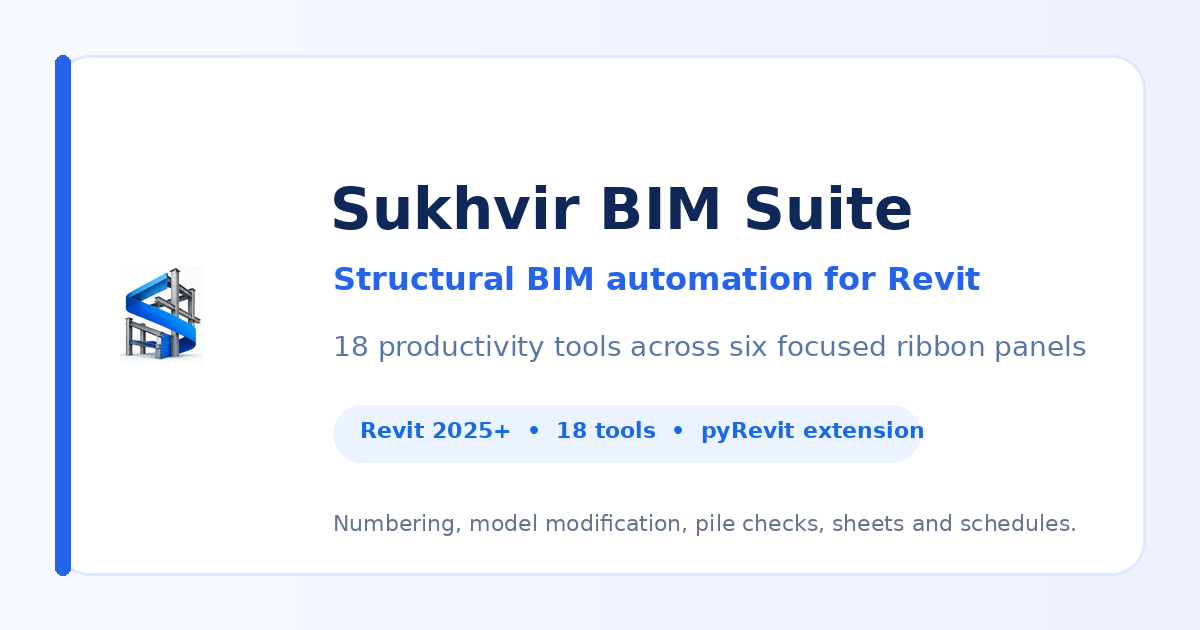 Sukhvir BIM Suite
Structural BIM automation for Revit
18 productivity tools across six focused ribbon panels
Revit 2025+ • 18 tools • pyRevit extension
Numbering, model modification, pile checks, sheets and schedules.